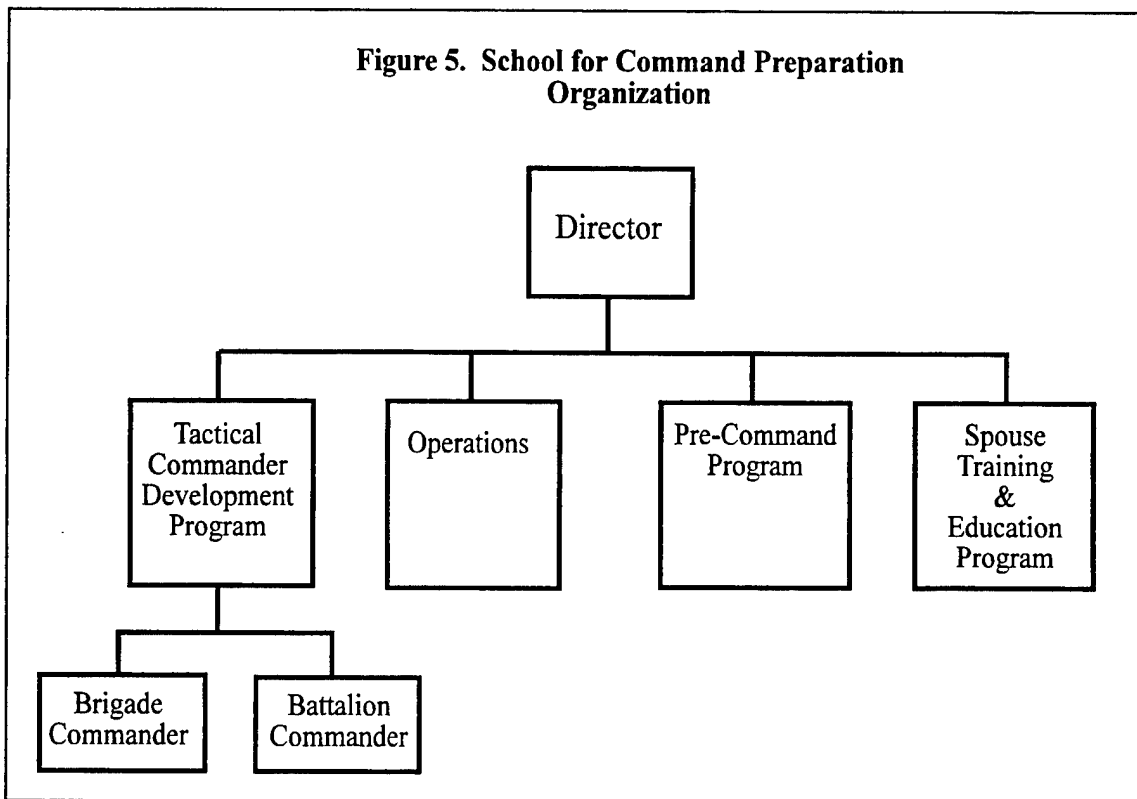 Figure 5. School for Command Preparation
Organization
Director
Tactical
Commander
Development
Program
Operations
Pre-Command
Program
Spouse
Training
&
Education
Program
Brigade
Commander
Battalion
Commander